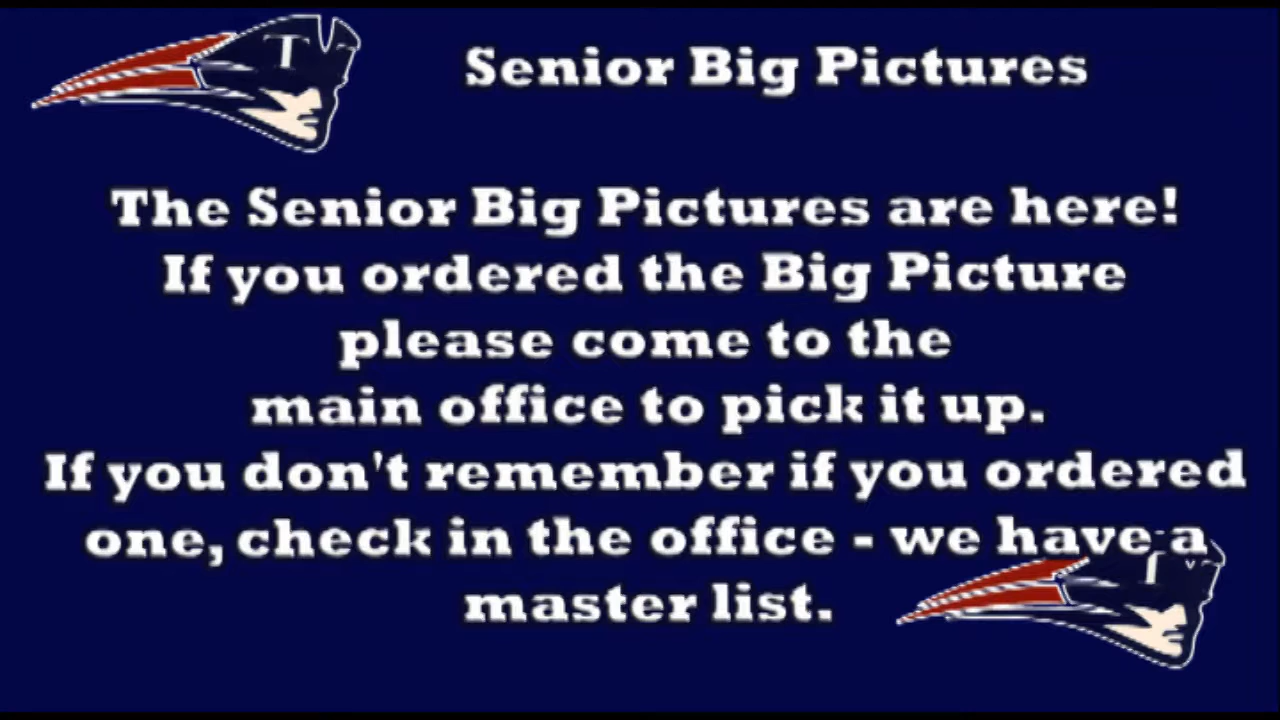 T
Senior Big Pictures
The Senior Big Pictures are here!
If you ordered the Big Picture
please come to the
main office to pick it up.
If you don't remember if you ordered
one, check in the office - we have a
master list.
T